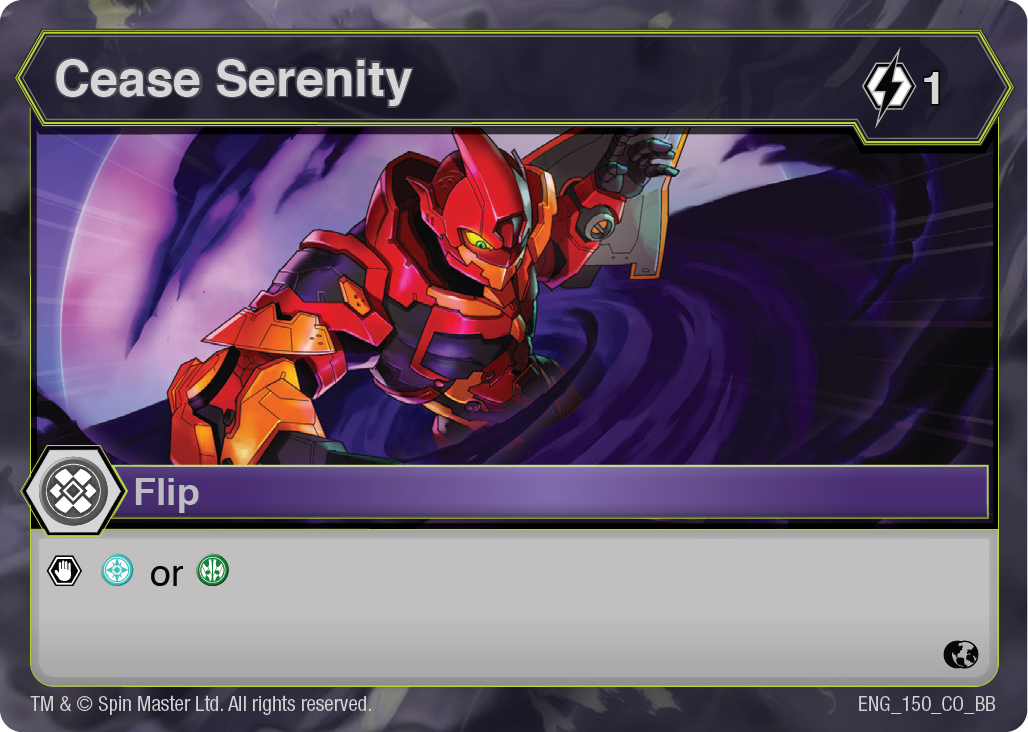 Cease Serenity
1
Flip
or
TM & © Spin Master Ltd. All rights reserved.
ENG_150_CO_BB